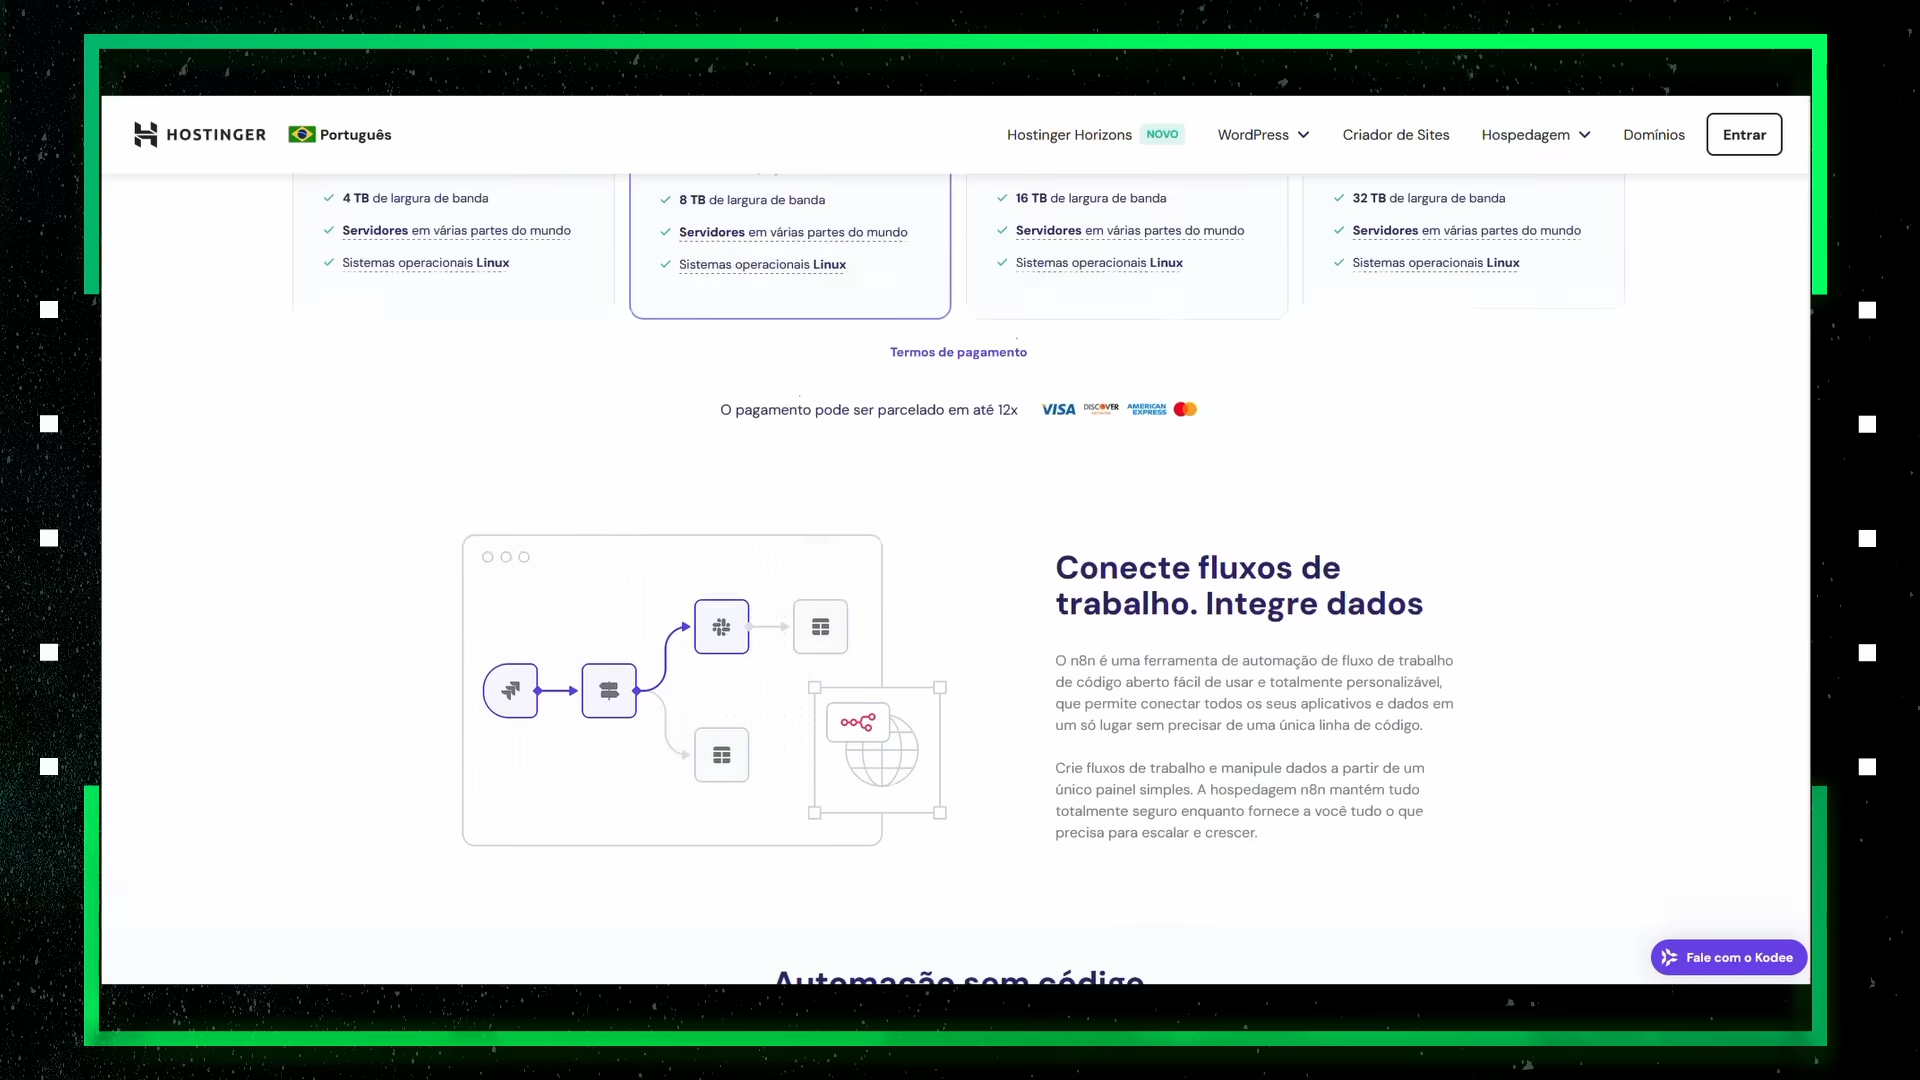 HOSTINGER
Português
Hostinger Horizons NOVO
WordPress
Criador de Sites
Hospedagem
Domínios
Entrar
4 TB de largura de banda
Servidores em várias partes do mundo
Sistemas operacionais Linux
8 TB de largura de banda
Servidores em várias partes do mundo
Sistemas operacionais Linux
16 TB de largura de banda
Servidores em várias partes do mundo
Sistemas operacionais Linux
32 TB de largura de banda
Servidores em várias partes do mundo
Sistemas operacionais Linux
Termos de pagamento
O pagamento pode ser parcelado em até 12x
VISA
DISCOVER
AMERICAN
EXPRESS
Conecte fluxos de
trabalho. Integre dados
O n8n é uma ferramenta de automação de fluxo de trabalho
de código aberto fácil de usar e totalmente personalizável,
que permite conectar todos os seus aplicativos e dados em
um só lugar sem precisar de uma única linha de código.
Crie fluxos de trabalho e manipule dados a partir de um
único painel simples. A hospedagem n8n mantém tudo
totalmente seguro enquanto fornece a você tudo o que
precisa para escalar e crescer.
Automação sem código
Fale com o Kodee